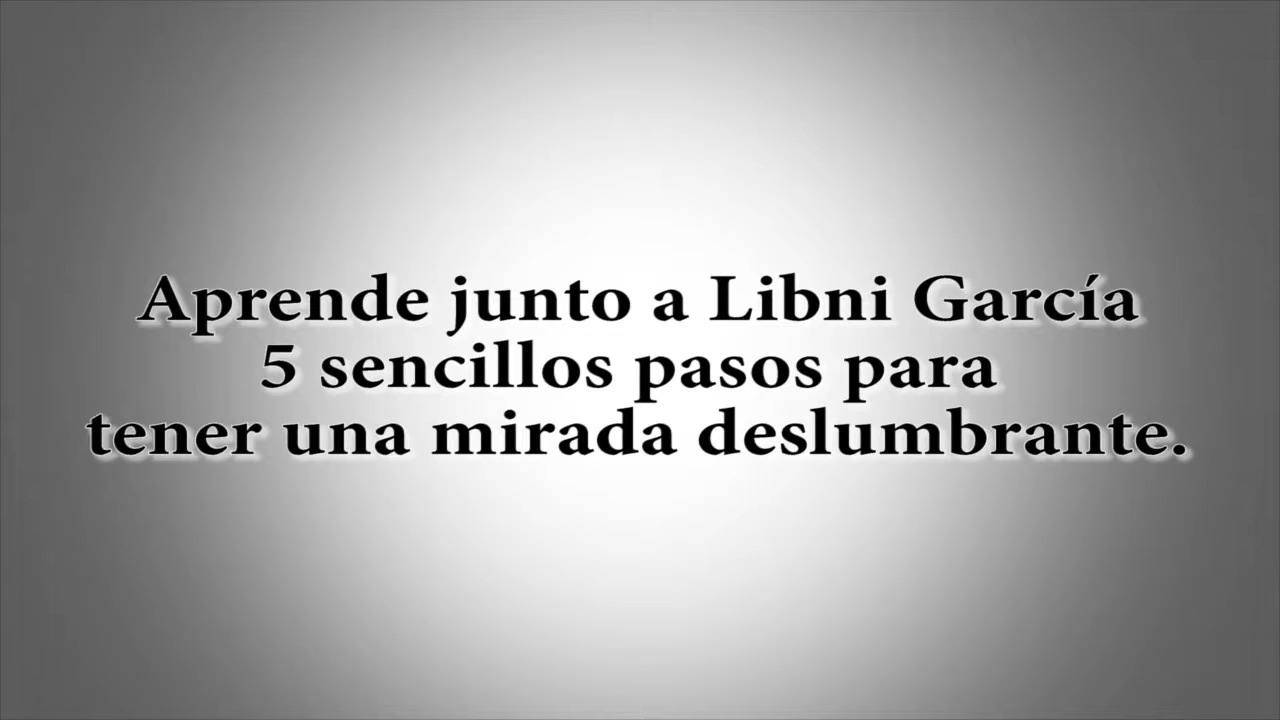 Aprende junto a Libni García
5 sencillos pasos para
tener una mirada deslumbrante.